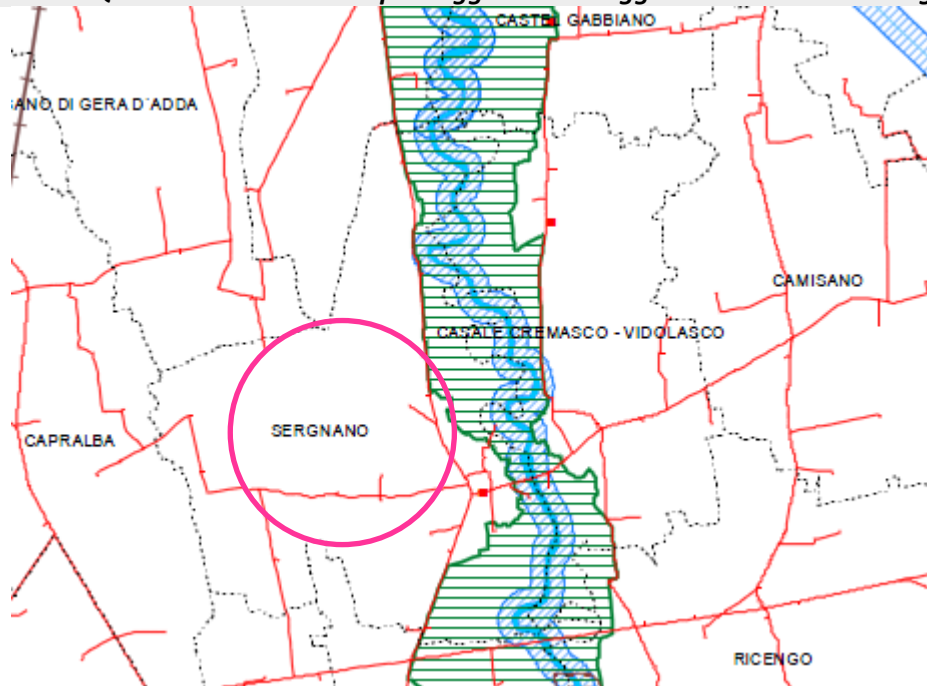 CASTEL GABBIANO
ANO DI GERA D'ADDA
CAMISANO
CASALE CREMASCO - VIDOLASCO
SERGNANO
CAPRALBA
RICENGO